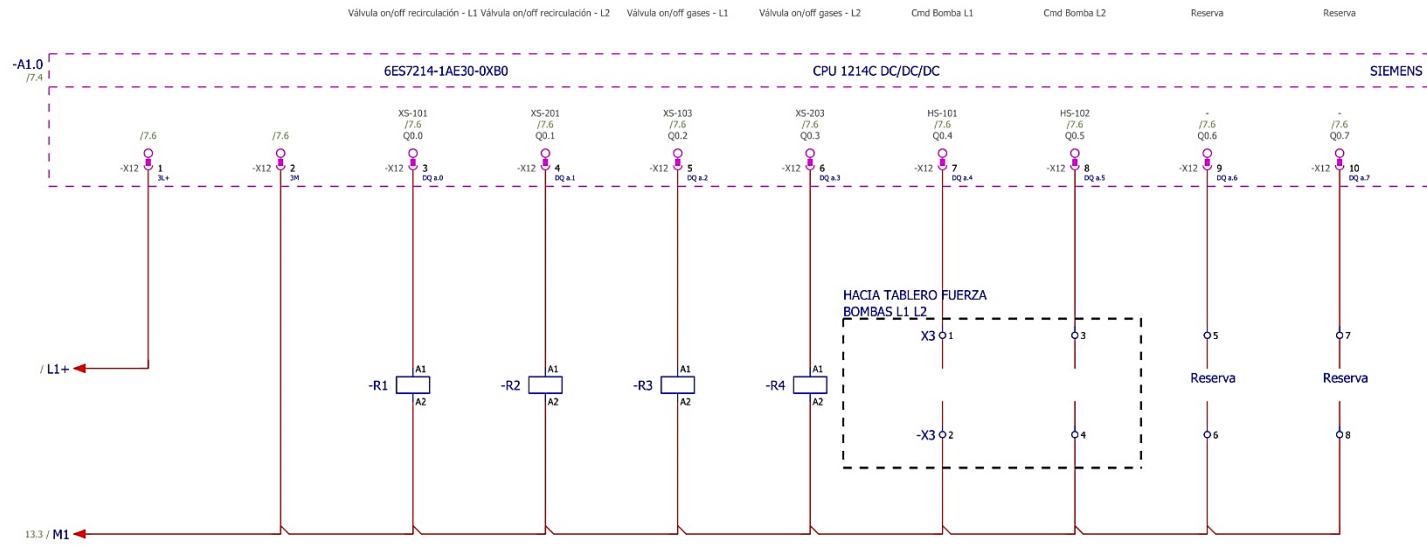 Válvula on/off recirculación - L1 Válvula on/off recirculación - L2 Válvula on/off gases - L1 Válvula on/off gases - L2 Cmd Bomba L1 Cmd Bomba L2 Reserva Reserva
-A1.0
/7.4
6ES7214-1AE30-0XB0 CPU 1214C DC/DC/DC SIEMENS
XS-101 XS-201 XS-103 XS-203 HS-101 HS-102 - -
/7.6 /7.6 /7.6 /7.6 /7.6 /7.6 /7.6 /7.6 /7.6 /7.6
Q0.0 Q0.1 Q0.2 Q0.3 Q0.4 Q0.5 Q0.6 Q0.7
-X12 1 -X12 2 -X12 3 -X12 4 -X12 5 -X12 6 -X12 7 -X12 8 -X12 9 -X12 10
3L+ 3M DQ a.0 DQ a.1 DQ a.2 DQ a.3 DQ a.4 DQ a.5 DQ a.6 DQ a.7
HACIA TABLERO FUERZA
BOMBAS L1 L2
X3 1 3 5 7
/ L1+
A1 A1 A1 A1
-R1 -R2 -R3 -R4 Reserva Reserva
A2 A2 A2 A2
-X3 2 4 6 8
13.3 / M1